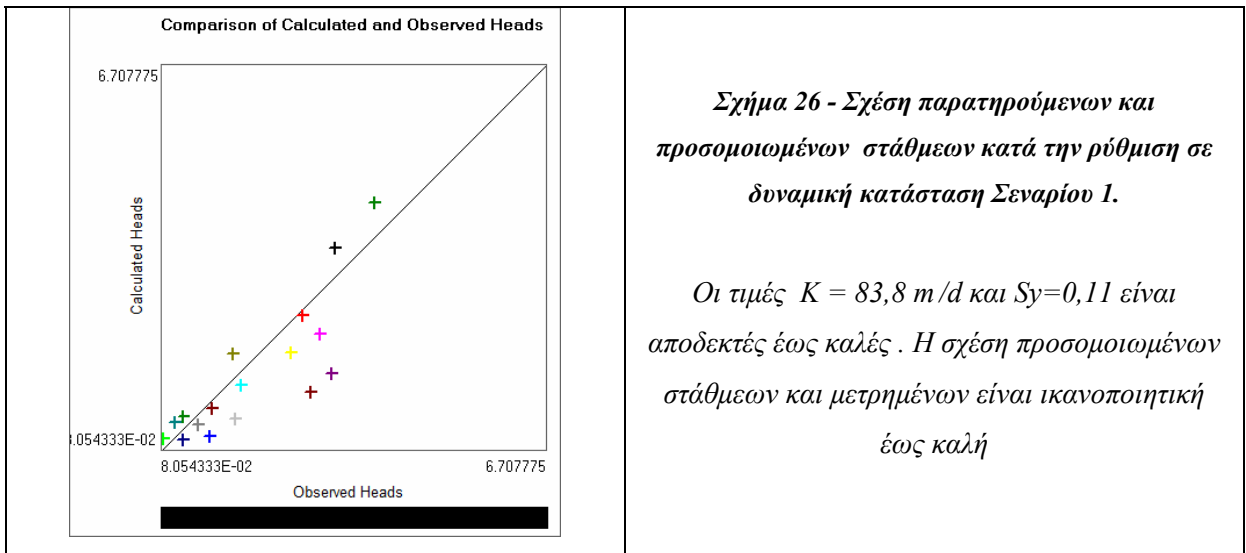 Comparison of Calculated and Observed Heads
6.707775
Calculated Heads
8.054333E-02
8.054333E-02
6.707775
Observed Heads
Σχήμα 26 - Σχέση παρατηρούμενων και
προσομοιωμένων στάθμεων κατά την ρύθμιση σε
δυναμική κατάσταση Σεναρίου 1.
Οι τιμές K = 83,8 m/d και Sy=0,11 είναι
αποδεκτές έως καλές . Η σχέση προσομοιωμένων
στάθμεων και μετρημένων είναι ικανοποιητική
έως καλή